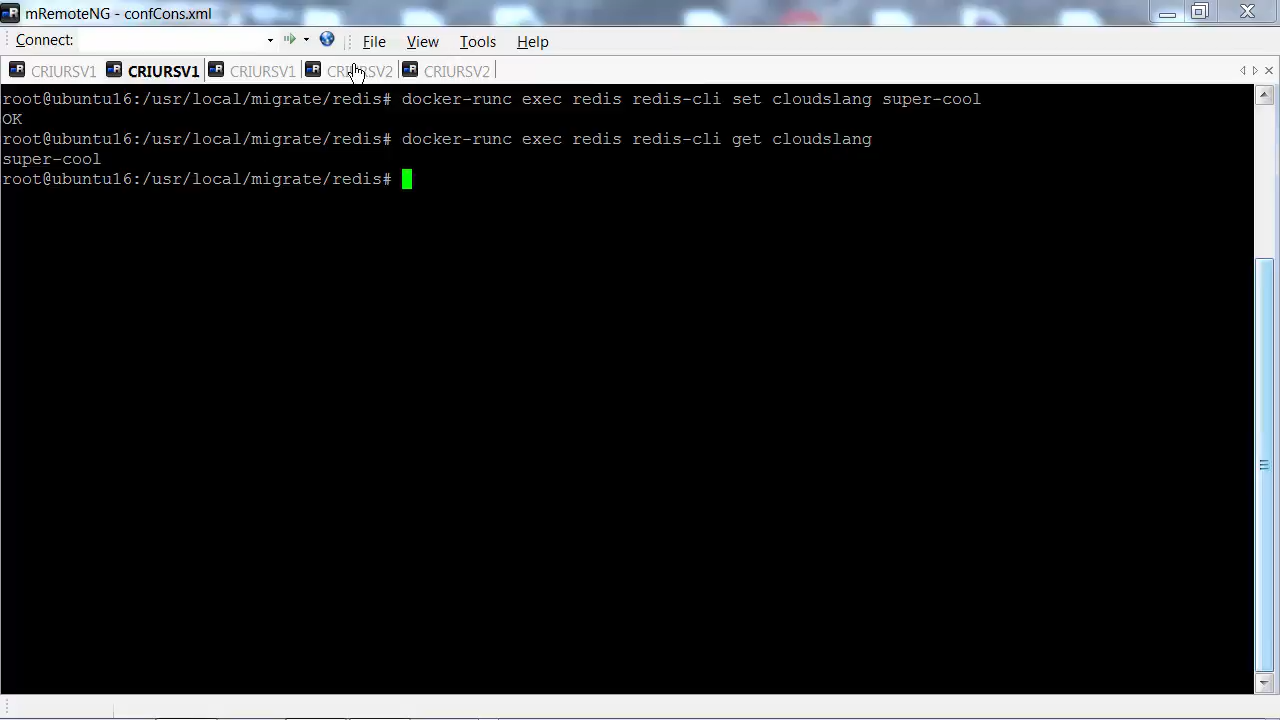 mRemoteNG - confCons.xml
Connect: File View Tools Help
CRIURSV1 CRIURSV1 CRIURSV1 CRIURSV2 CRIURSV2
root@ubuntu16:/usr/local/migrate/redis# docker-runc exec redis redis-cli set cloudslang super-cool
OK
root@ubuntu16:/usr/local/migrate/redis# docker-runc exec redis redis-cli get cloudslang
super-cool
root@ubuntu16:/usr/local/migrate/redis#